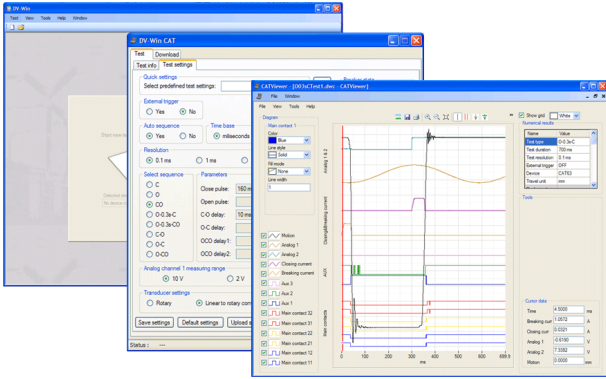 DV-Win
Test View Tools Help Window
DV-Win CAT
Test Download
Test info Test settings
Quick settings
Select predefined test settings:
Breaker state
External trigger
Yes No
Auto sequence
Yes No
Time base
miliseconds
Resolution
0.1 ms 1 ms
Select sequence
C
O
CO
O-0.3s-C
O-0.3s-CO
C-O
O-C
O-CO
Parameters
Close pulse: 160 m
Open pulse:
C-O delay: 10 ms
O-C delay:
OCO delay1:
OCO delay2:
Analog channel 1 measuring range
10 V 2 V
Transducer settings
Rotary Linear to rotary con
Save settings Default settings Upload s
Status : ---
CATViewer - [003sCTest1.dwc - CATViewer]
File Window
File View Tools Help
Diagram
Main contact 1
Color
Blue
Line style
Solid
Fill mode
None
Line width
1
Motion
Analog 1
Analog 2
Closing current
Breaking current
Aux 3
Aux 2
Aux 1
Main contact 32
Main contact 31
Main contact 22
Main contact 21
Main contact 12
Main contact 11
Analog 1 & 2
Closing&Breaking current
AUX
Main contacts
0 100 200 300 400 500 600 699.9
ms
Show grid White
Numerical results
Name Value
Test type O-0.3s-C
Test duration 700 ms
Test resolution 0.1 ms
External trigger OFF
Device CAT63
Travel unit mm
Tools
Cursor data
Time 4.5000 ms
Breaking curr 1.0570 A
Closing curr 0.0321 A
Analog 1 -0.6190 V
Analog 2 7.3382 V
Motion 0.0000 mm